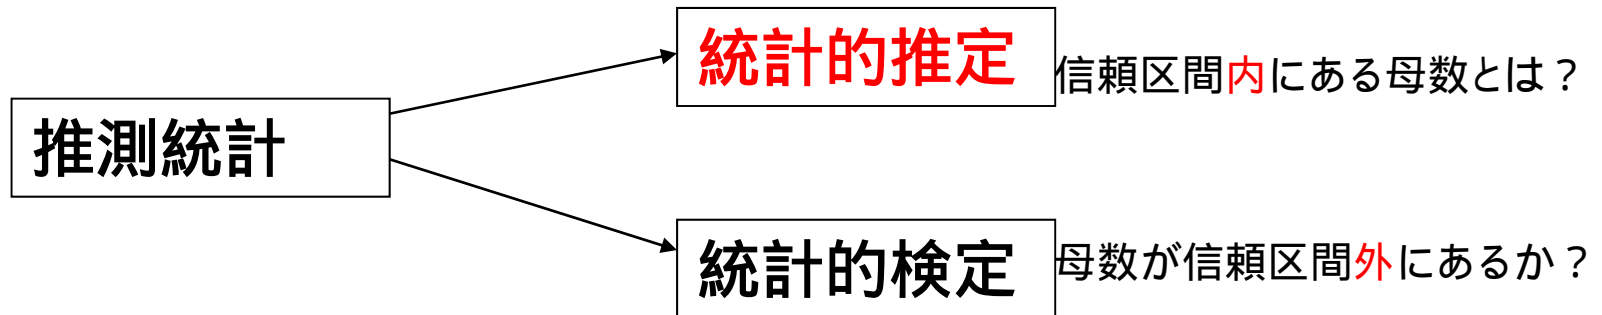 統計的推定
信頼区間内にある母数とは？
推測統計
統計的検定
母数が信頼区間外にあるか？